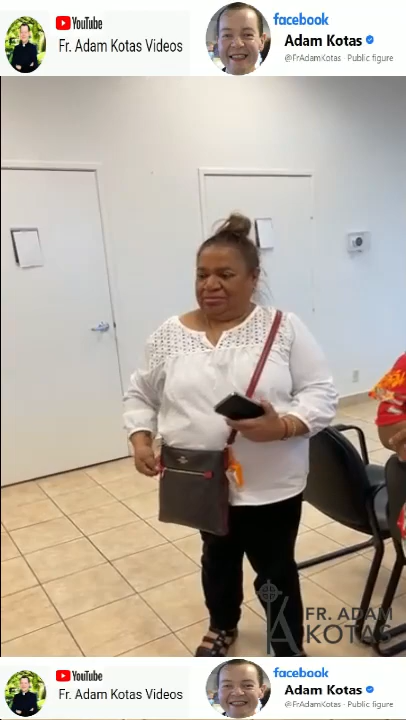 YouTube
Fr. Adam Kotas Videos
facebook
Adam Kotas
@FrAdamKotas · Public figure
FR. ADAM
KOTAS
YouTube
Fr. Adam Kotas Videos
facebook
Adam Kotas
@FrAdamKotas · Public figure